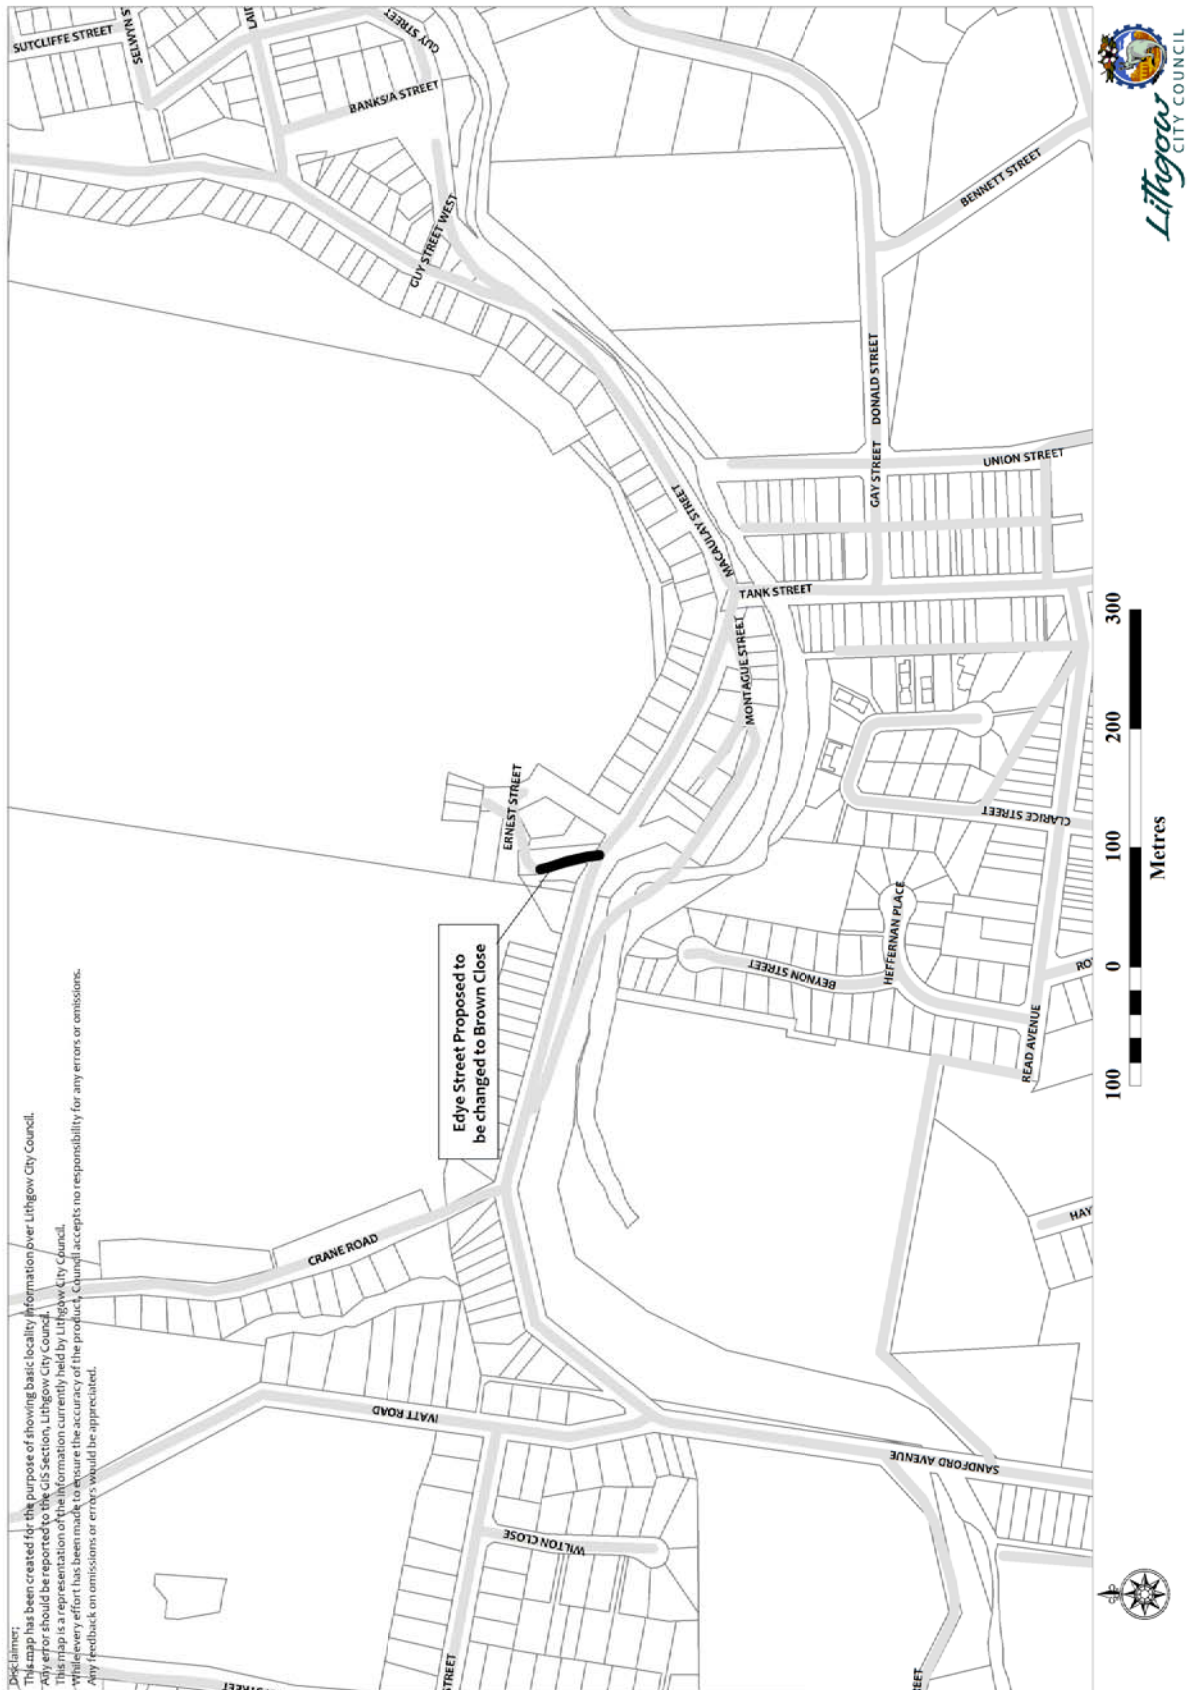 Disclaimer;
This map has been created for the purpose of showing basic locality information over Lithgow City Council.
Any error should be reported to the GIS Section, Lithgow City Council.
This map is a representation of the information currently held by Lithgow City Council.
While every effort has been made to ensure the accuracy of the product, Council accepts no responsibility for any errors or omissions.
Any feedback on omissions or errors would be appreciated.
SUTCLIFFE STREET
SELWYN S
LAID
GUY STREET
BANKSIA STREET
GUY STREET WEST
BENNETT STREET
DONALD STREET
GAY STREET
UNION STREET
MACAULAY STREET
TANK STREET
MONTAGUE STREET
ERNEST STREET
CLARICE STREET
HEFFERNAN PLACE
BEYNON STREET
READ AVENUE
RO
HAY
Edye Street Proposed to
be changed to Brown Close
CRANE ROAD
IVATT ROAD
WILTON CLOSE
SANDFORD AVENUE
STREET
STREET
REET
100 0 100 200 300
Metres
Lithgow
CITY COUNCIL